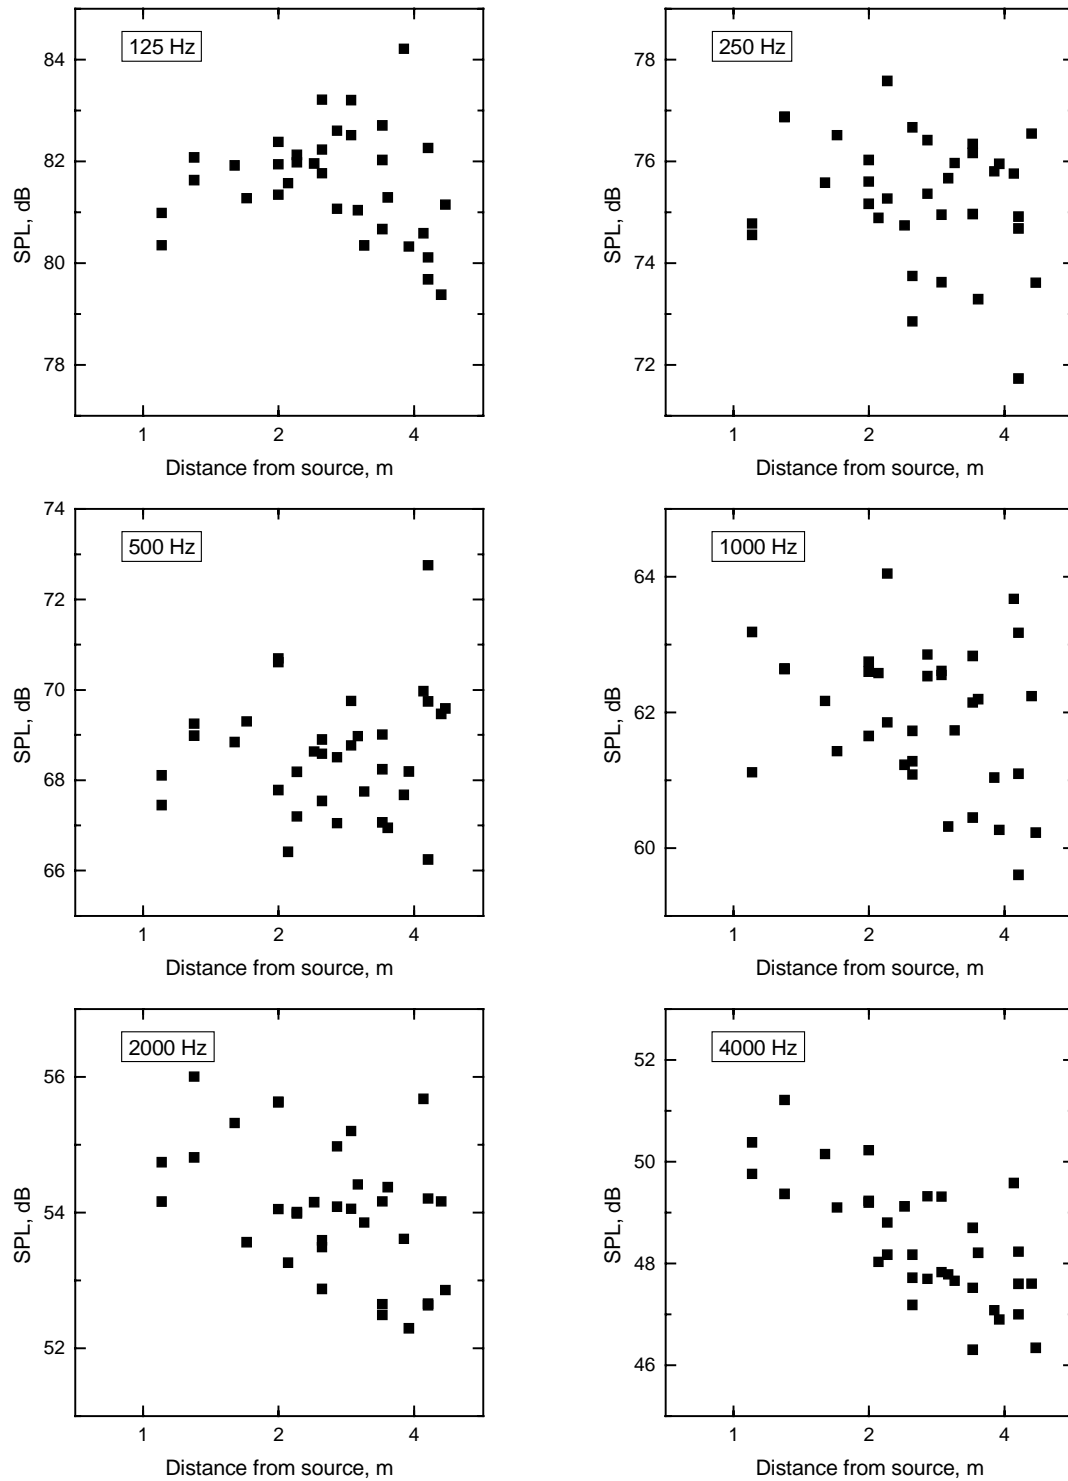 125 Hz
84
82
80
78
SPL, dB
1 2 4
Distance from source, m
250 Hz
78
76
74
72
SPL, dB
1 2 4
Distance from source, m
500 Hz
74
72
70
68
66
SPL, dB
1 2 4
Distance from source, m
1000 Hz
64
62
60
SPL, dB
1 2 4
Distance from source, m
2000 Hz
56
54
52
SPL, dB
1 2 4
Distance from source, m
4000 Hz
52
50
48
46
SPL, dB
1 2 4
Distance from source, m